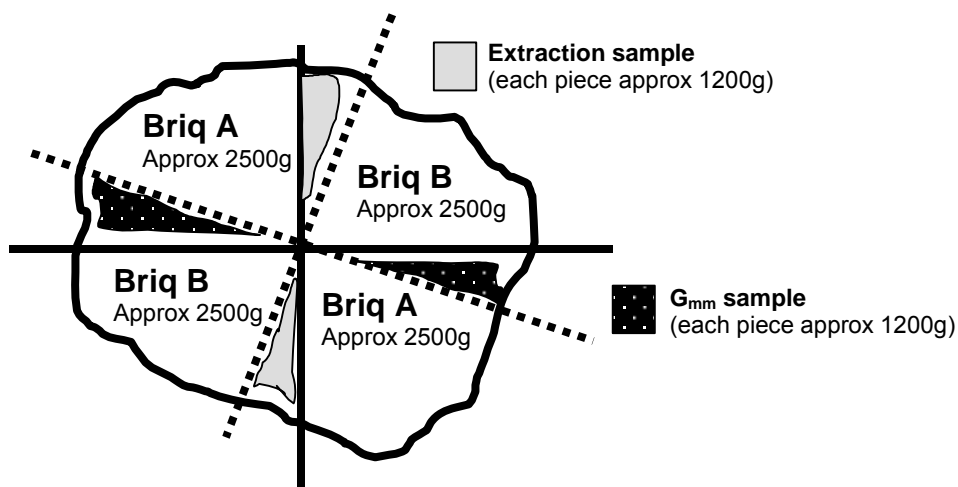 Extraction sample
(each piece approx 1200g)
Briq A
Approx 2500g
Briq B
Approx 2500g
Briq B
Approx 2500g
Briq A
Approx 2500g
Gmm sample
(each piece approx 1200g)